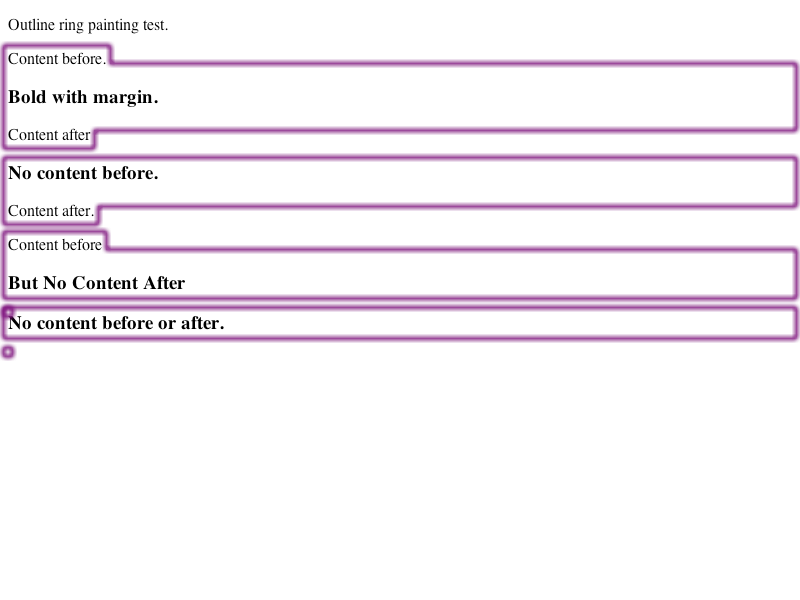 Outline ring painting test.
Content before.
Bold with margin.
Content after
No content before.
Content after.
Content before
But No Content After
No content before or after.